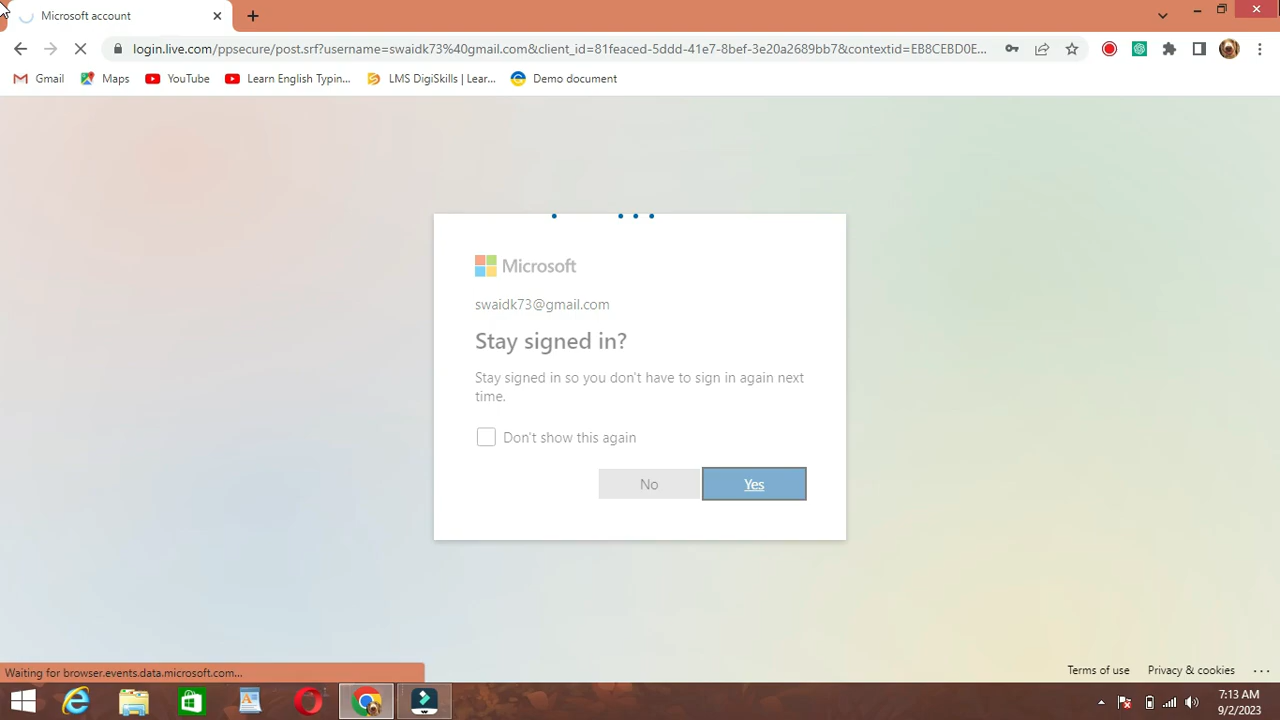 Microsoft account
login.live.com/ppsecure/post.srf?username=swaidk73%40gmail.com&client_id=81feaced-5ddd-41e7-8bef-3e20a2689bb7&contextid=EB8CEBD0E...
Gmail
Maps
YouTube
Learn English Typin...
LMS DigiSkills | Lear...
Demo document
Microsoft
swaidk73@gmail.com
Stay signed in?
Stay signed in so you don't have to sign in again next
time.
Don't show this again
No
Yes
Waiting for browser.events.data.microsoft.com...
Terms of use
Privacy & cookies
7:13 AM
9/2/2023